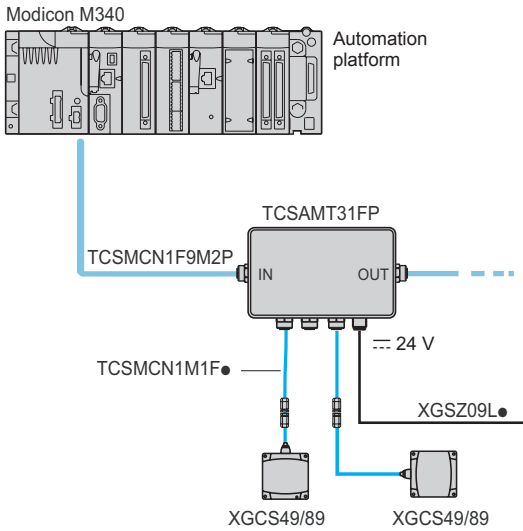 Modicon M340
Automation
platform
TCSAMT31FP
TCSMCN1F9M2P
IN
OUT
24 V
TCSMCN1M1F●
XGSZ09L●
XGCS49/89
XGCS49/89